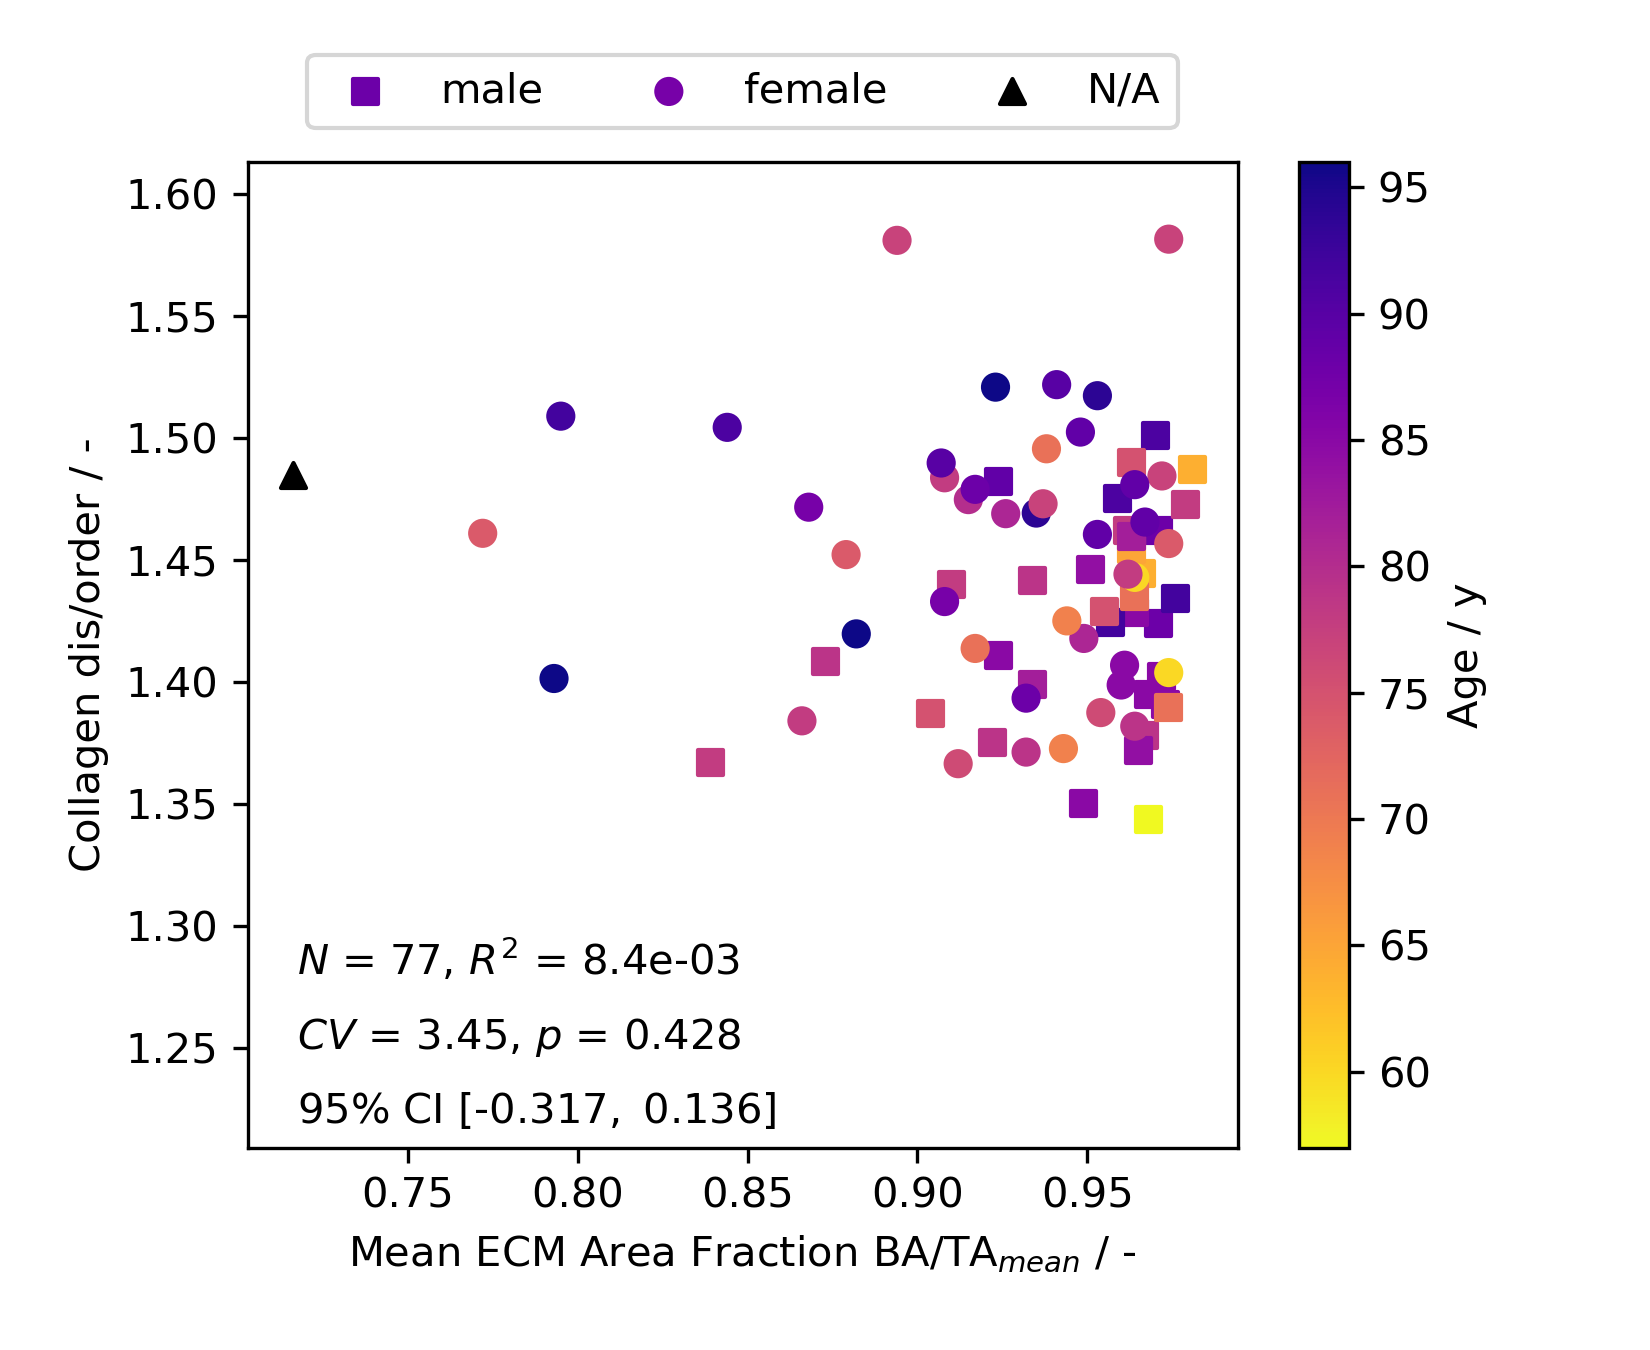 male female N/A
1.60
1.55
1.50
1.45
1.40
1.35
1.30
1.25
Collagen dis/order / -
N = 77, R² = 8.4e-03
CV = 3.45, p = 0.428
95% CI [-0.317, 0.136]
0.75 0.80 0.85 0.90 0.95
Mean ECM Area Fraction BA/TAmean / -
95
90
85
80
75
70
65
60
Age / y